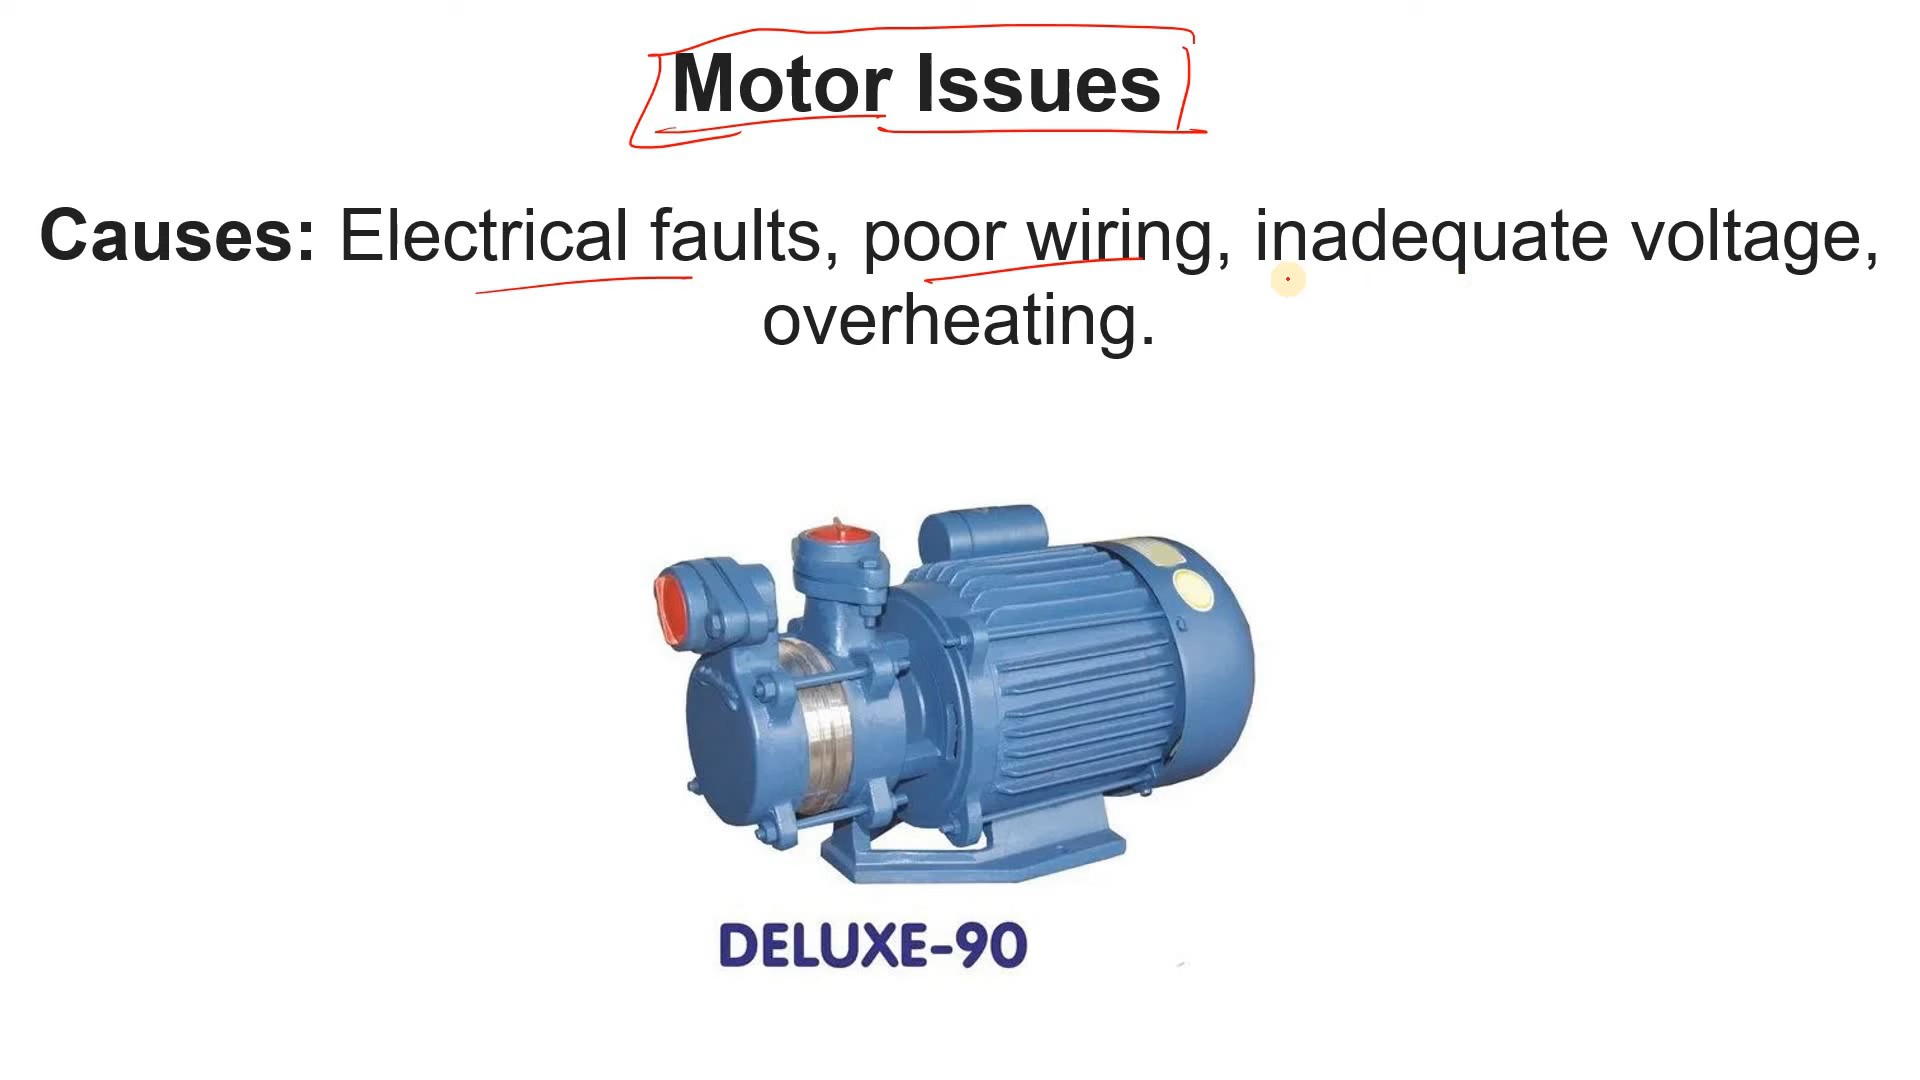 Motor Issues
Causes: Electrical faults, poor wiring, inadequate voltage,
overheating.
DELUXE-90